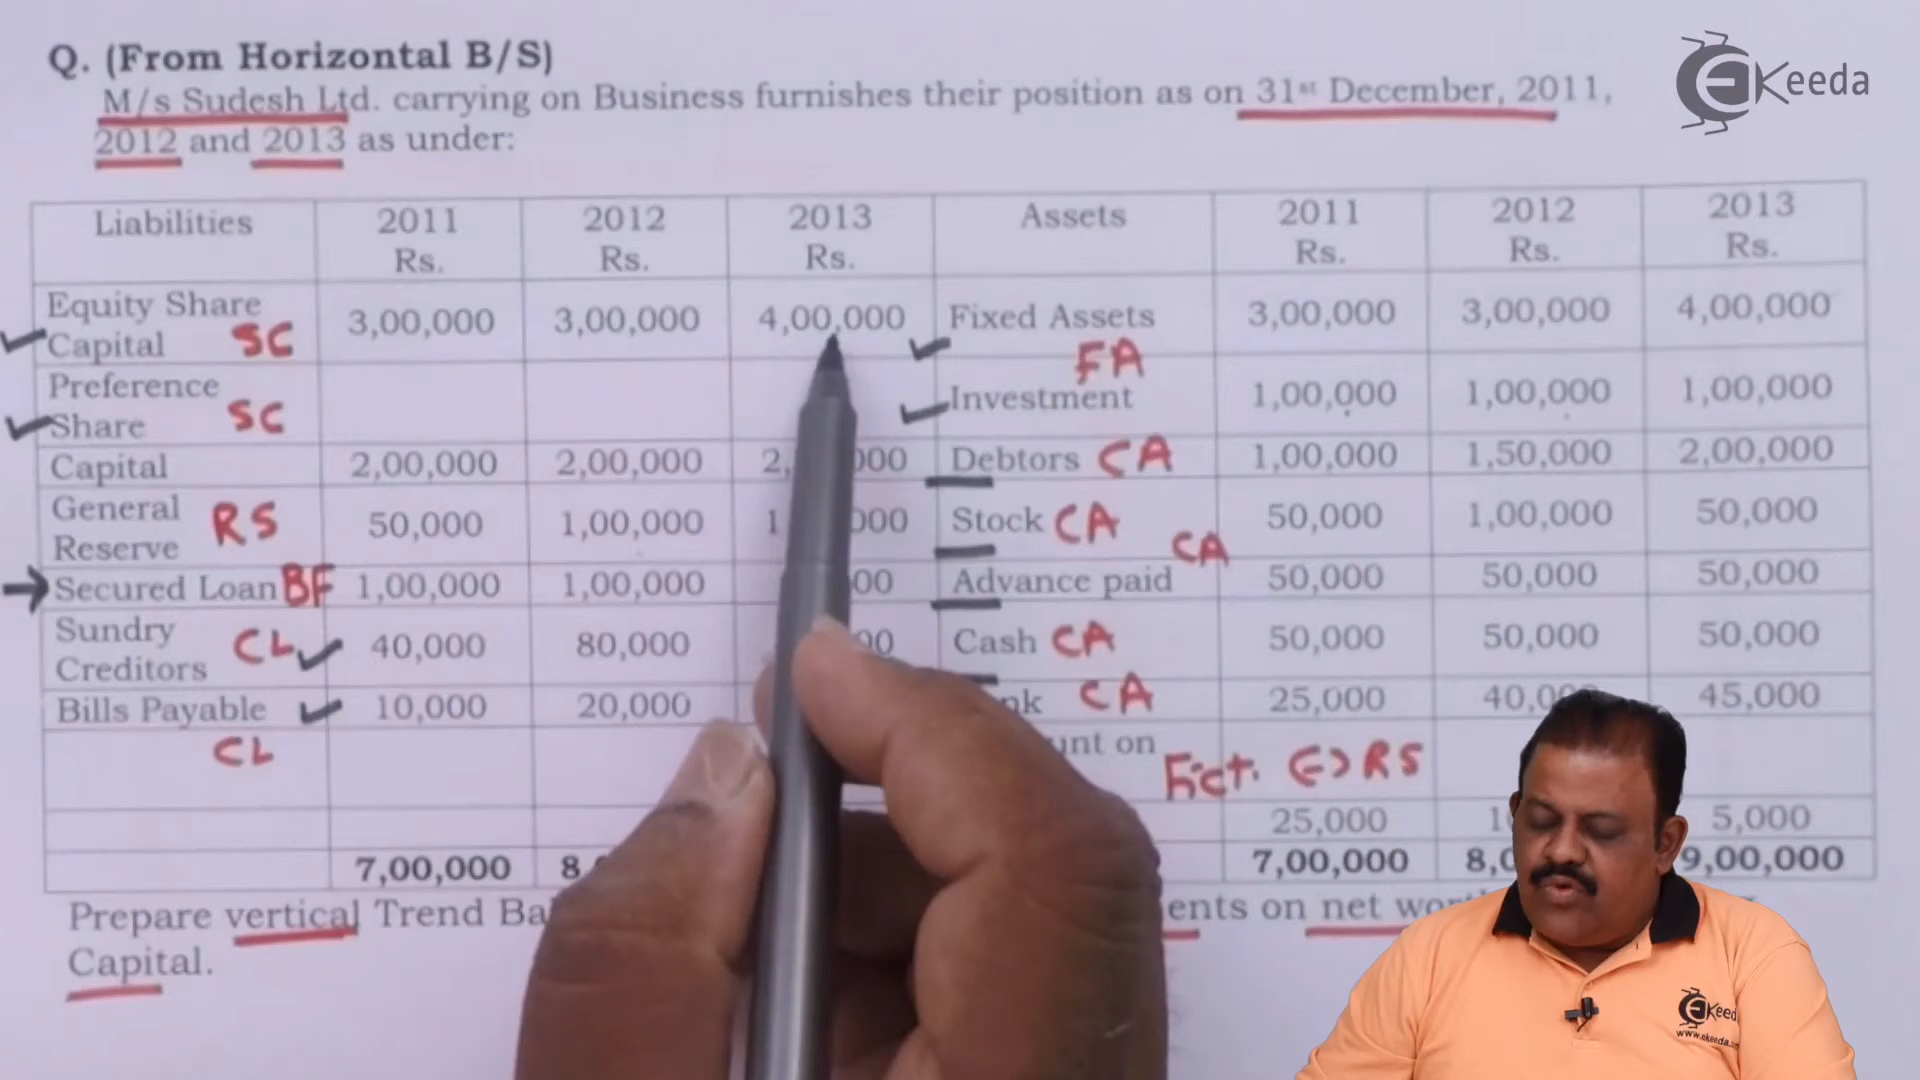 Q. (From Horizontal B/S)
M/s Sudesh Ltd. carrying on Business furnishes their position as on 31st December, 2011,
2012 and 2013 as under:
Keeda
Liabilities 2011 Rs. 2012 Rs. 2013 Rs. Assets 2011 Rs. 2012 Rs. 2013 Rs.
Equity Share Capital SC 3,00,000 3,00,000 4,00,000 Fixed Assets FA 3,00,000 3,00,000 4,00,000
Preference Share SC Investment 1,00,000 1,00,000 1,00,000
Capital 2,00,000 2,00,000 Debtors CA 1,00,000 1,50,000 2,00,000
General Reserve RS 50,000 1,00,000 Stock CA 50,000 1,00,000 50,000
Secured Loan BF 1,00,000 1,00,000 Advance paid CA 50,000 50,000 50,000
Sundry Creditors CL 40,000 80,000 Cash CA 50,000 50,000 50,000
Bills Payable CL 10,000 20,000 CA 25,000 45,000
on Fict. (-) RS
25,000 5,000
7,00,000 7,00,000 9,00,000
Prepare vertical Trend on net
Capital.
Keeda
www.ekeeda.